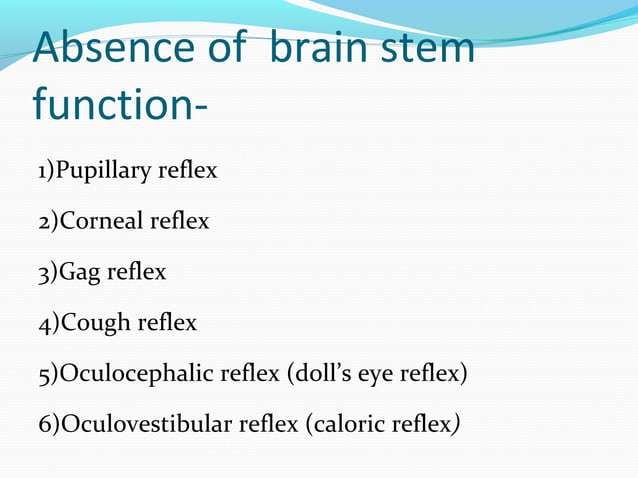 Absence of  brain stem
function-
1)Pupillary reflex
2)Corneal reflex
3)Gag reflex
4)Cough reflex
5)Oculocephalic reflex (doll’s eye reflex)
6)Oculovestibular reflex (caloric reflex)